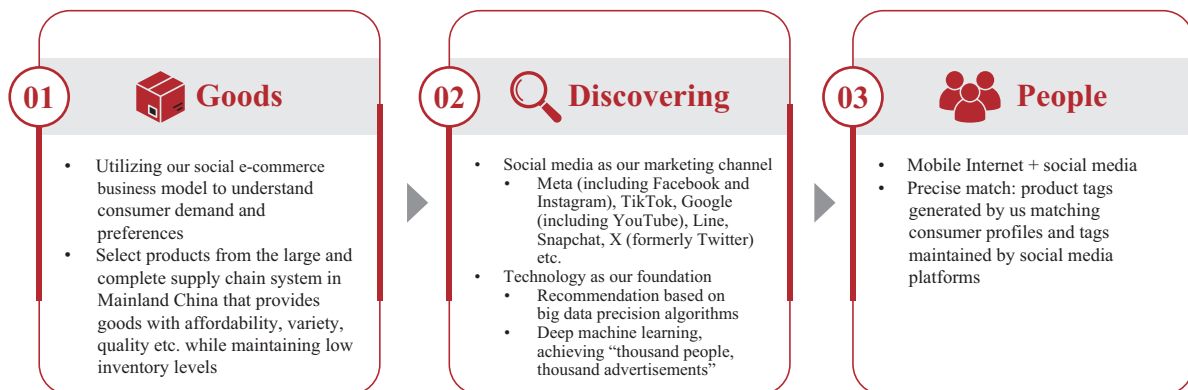 01
Goods
• Utilizing our social e-commerce
business model to understand
consumer demand and
preferences
• Select products from the large and
complete supply chain system in
Mainland China that provides
goods with affordability, variety,
quality etc. while maintaining low
inventory levels
02
Discovering
• Social media as our marketing channel
• Meta (including Facebook and
Instagram), TikTok, Google
(including YouTube), Line,
Snapchat, X (formerly Twitter)
etc.
• Technology as our foundation
• Recommendation based on
big data precision algorithms
• Deep machine learning,
achieving “thousand people,
thousand advertisements”
03
People
• Mobile Internet + social media
• Precise match: product tags
generated by us matching
consumer profiles and tags
maintained by social media
platforms